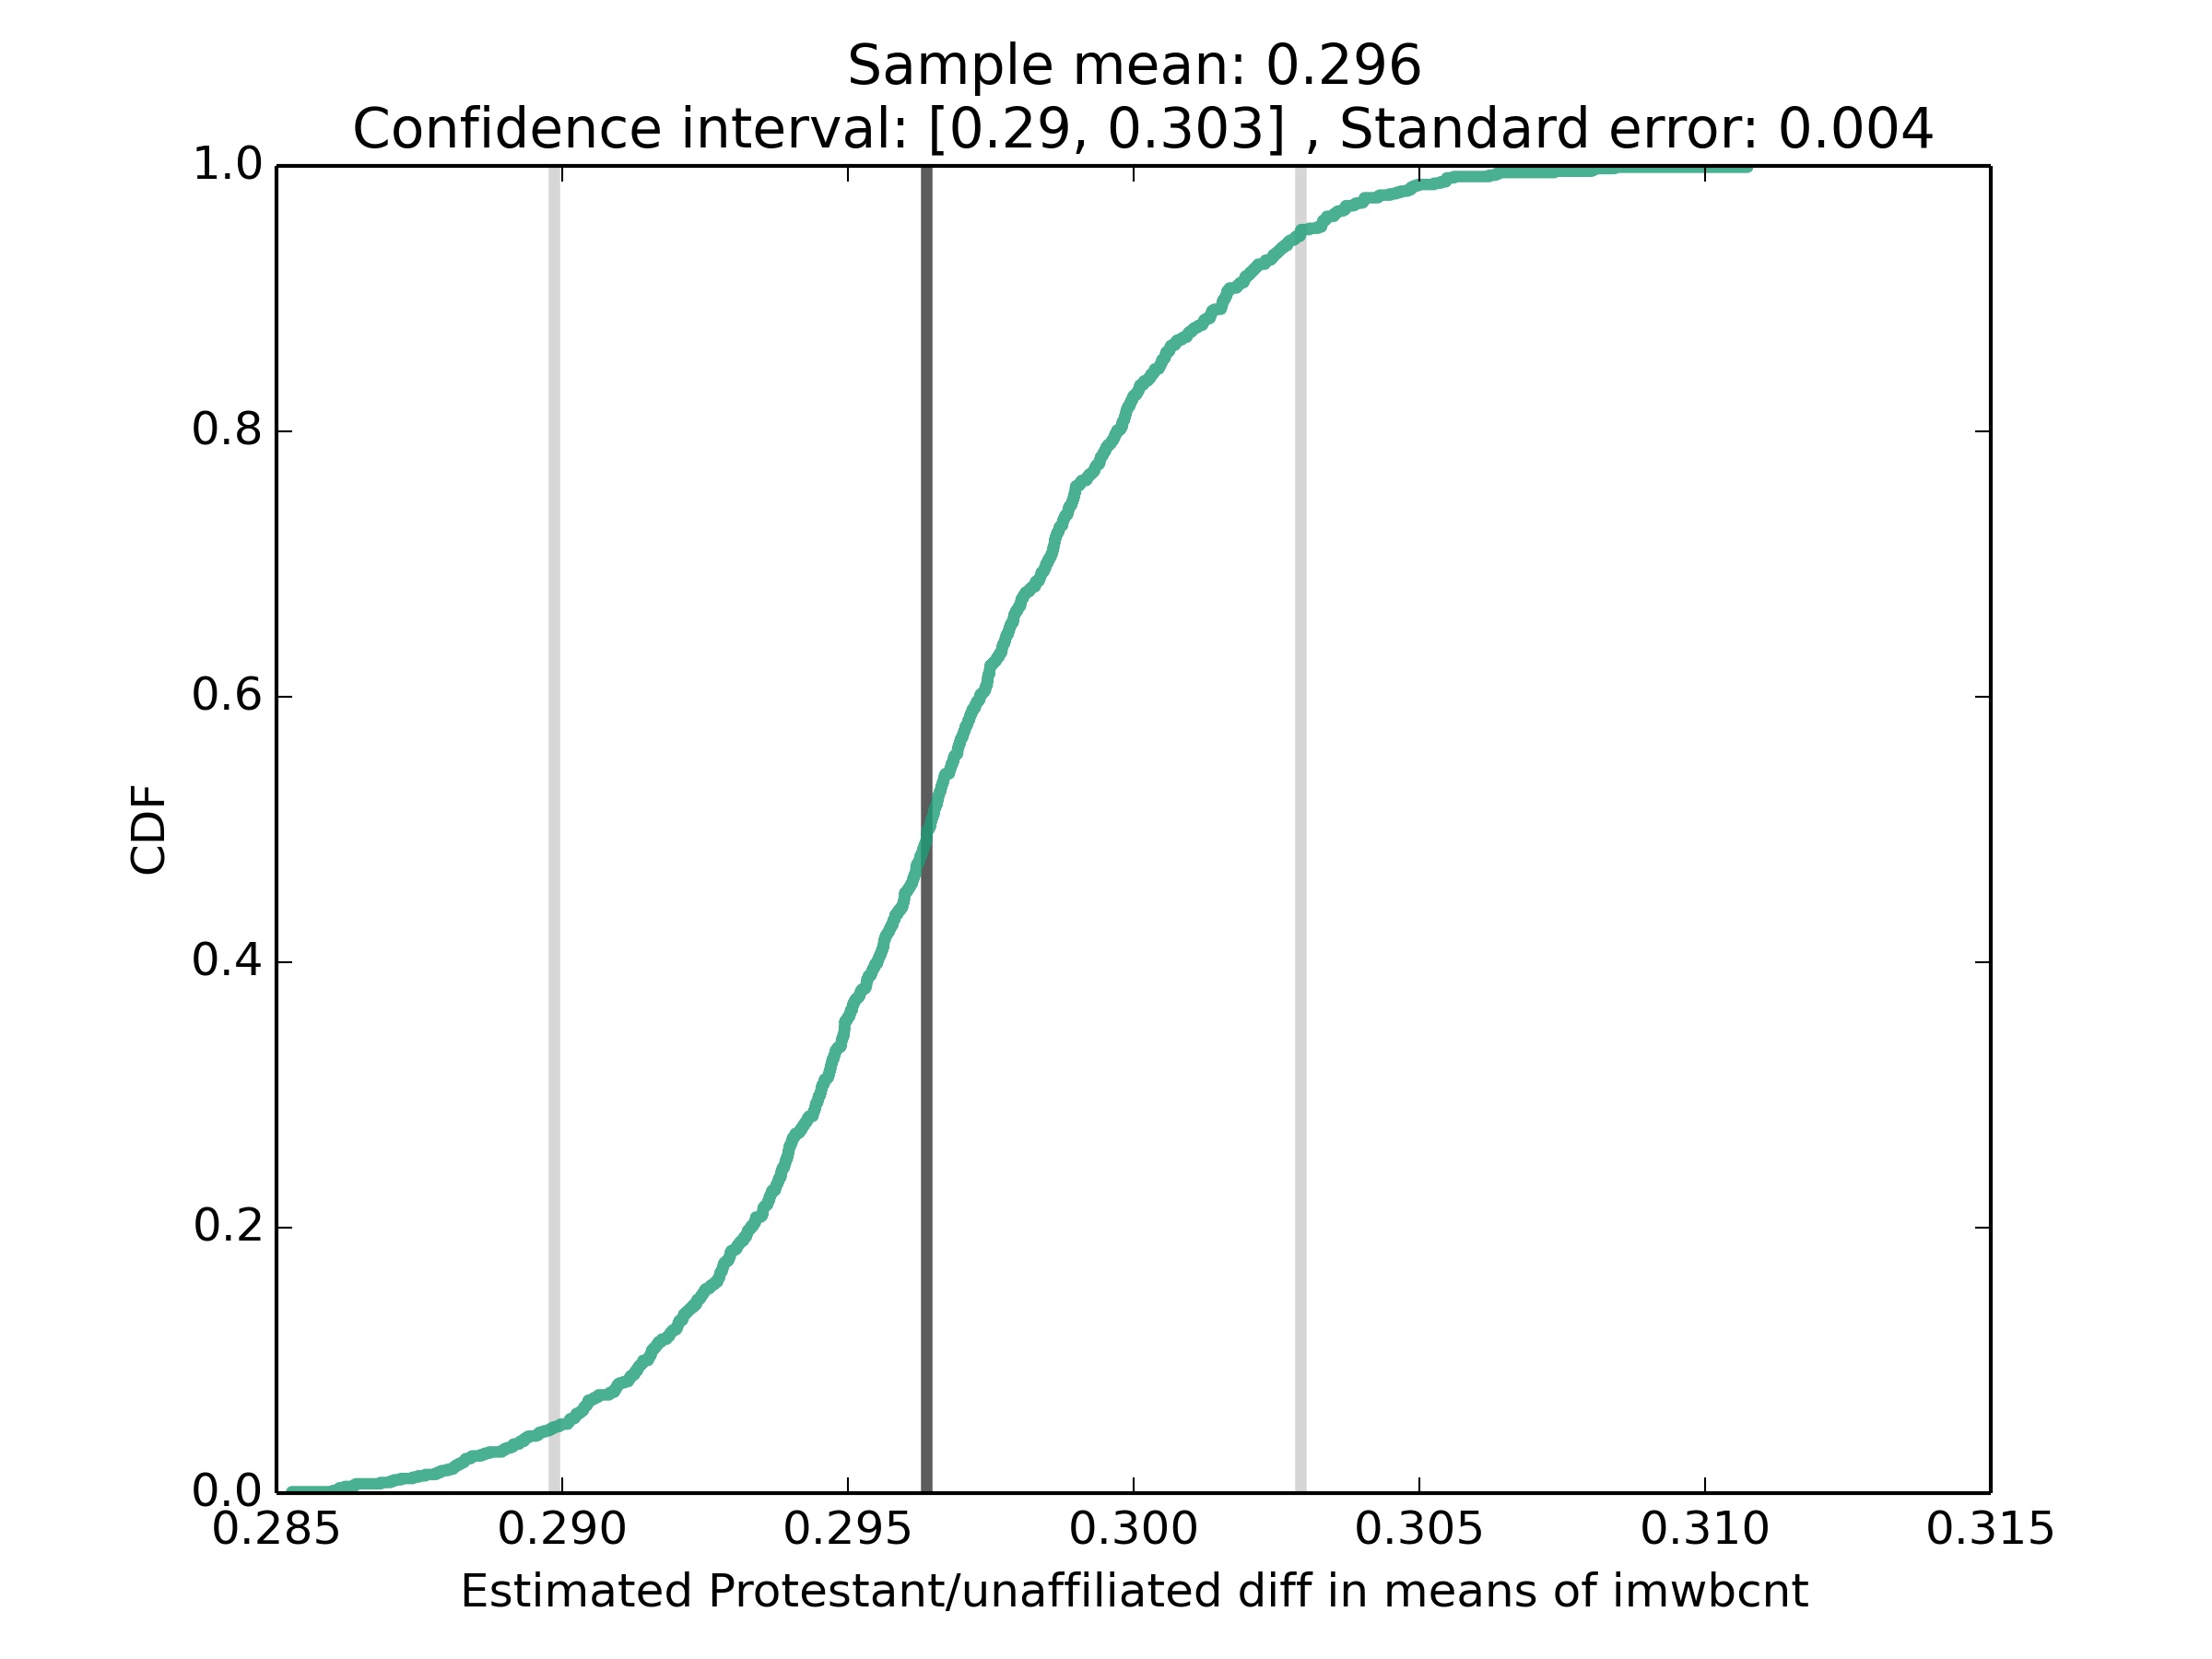 Sample mean: 0.296
Confidence interval: [0.29, 0.303] , Standard error: 0.004
1.0
0.8
0.6
0.4
0.2
0.0
CDF
0.285 0.290 0.295 0.300 0.305 0.310 0.315
Estimated Protestant/unaffiliated diff in means of imwbcnt